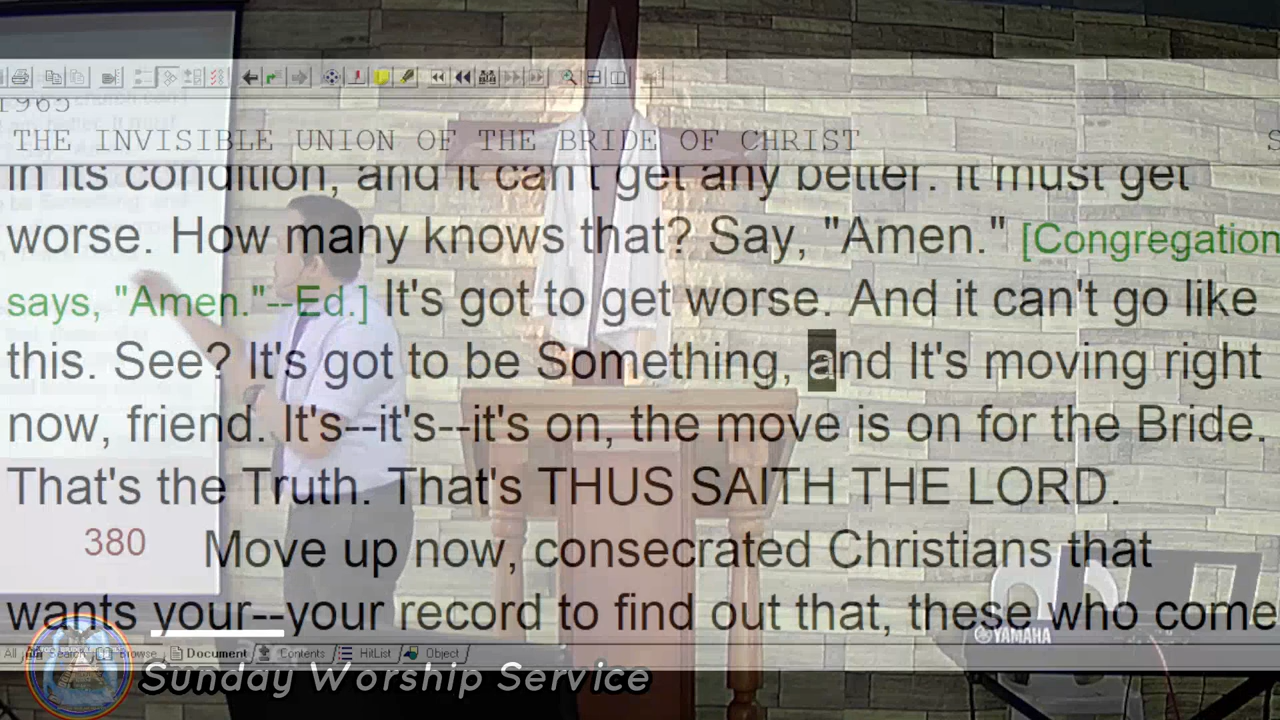 1965
THE INVISIBLE UNION OF THE BRIDE OF CHRIST S
in its condition, and it can't get any better. It must get
worse. How many knows that? Say, "Amen." [Congregation
says, "Amen."--Ed.] It's got to get worse. And it can't go like
this. See? It's got to be Something, and It's moving right
now, friend. It's--it's--it's on, the move is on for the Bride.
That's the Truth. That's THUS SAITH THE LORD.
380 Move up now, consecrated Christians that
wants your--your record to find out that, these who come
YAMAHA
All Search Browse Document Contents HitList Object
Sunday Worship Service